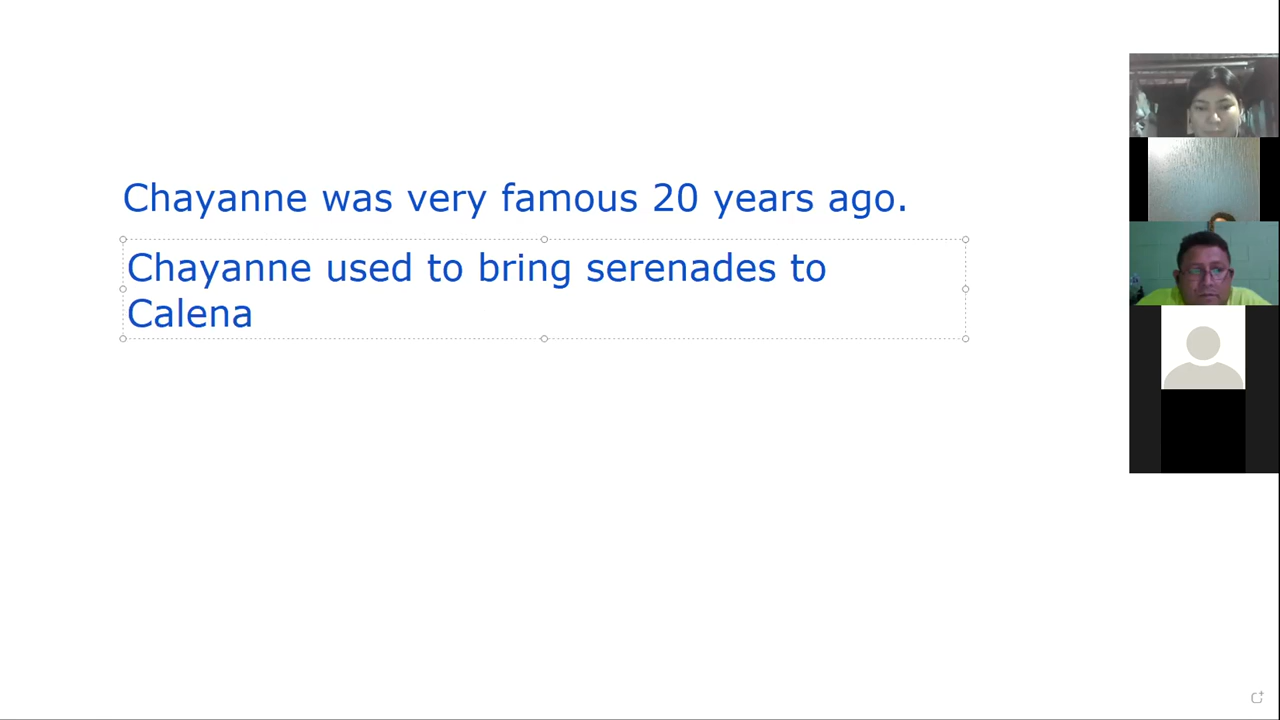 Chayanne was very famous 20 years ago.
Chayanne used to bring serenades to
Calena